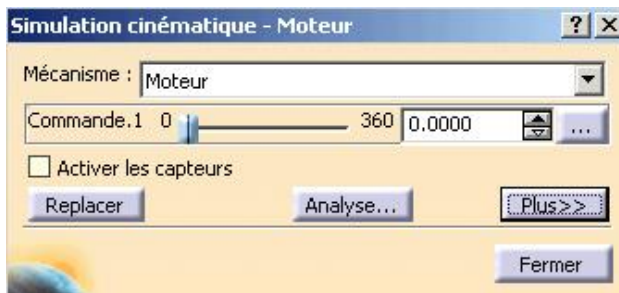 Simulation cinématique - Moteur ? ×
Mécanisme : Moteur
Commande.1 0 360 0.0000 ...
Activer les capteurs
Replacer Analyse... Plus>>
Fermer